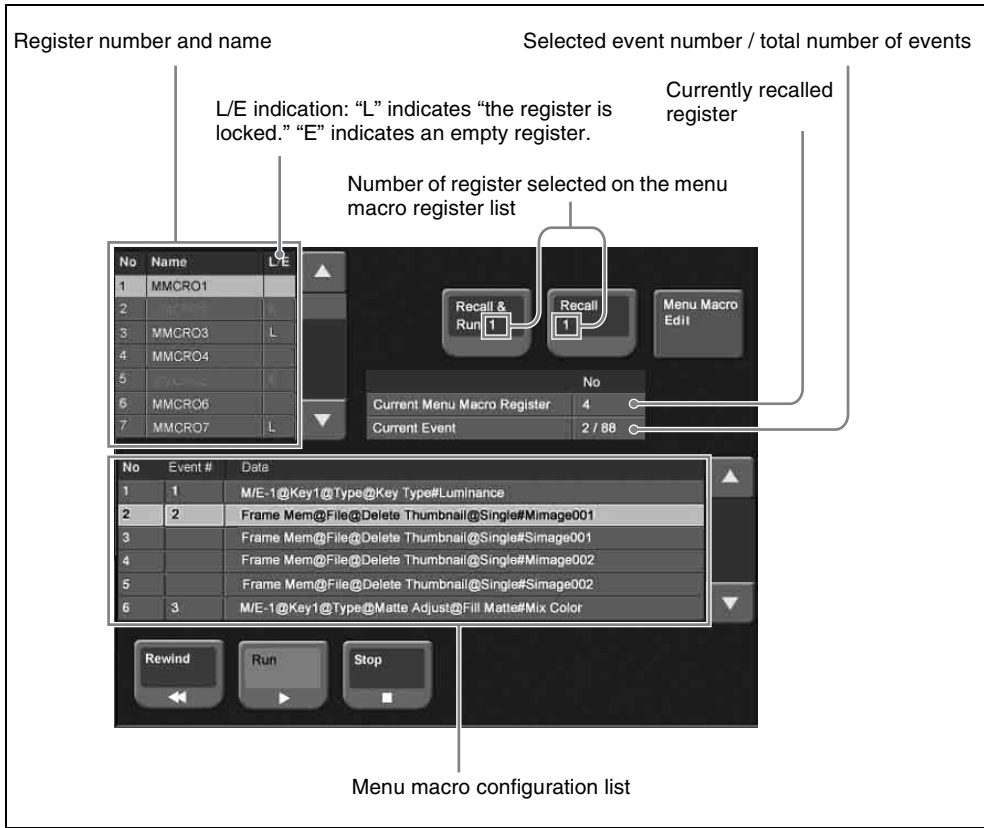 Register number and name
Selected event number / total number of events
Currently recalled
register
L/E indication: “L” indicates “the register is
locked.” “E” indicates an empty register.
Number of register selected on the menu
macro register list
No Name L/E
1 MMCRO1
2
3 MMCRO3 L
4 MMCRO4
5
6 MMCRO6
7 MMCRO7 L
Recall &
Run 1
Recall
1
Menu Macro
Edit
No
Current Menu Macro Register 4
Current Event 2 / 88
No Event # Data
1 1 M/E-1@Key1@Type@Key Type#Luminance
2 2 Frame Mem@File@Delete Thumbnail@Single#Mimage001
3 Frame Mem@File@Delete Thumbnail@Single#Simage001
4 Frame Mem@File@Delete Thumbnail@Single#Mimage002
5 Frame Mem@File@Delete Thumbnail@Single#Simage002
6 3 M/E-1@Key1@Type@Matte Adjust@Fill Matte#Mix Color
Rewind
Run
Stop
Menu macro configuration list